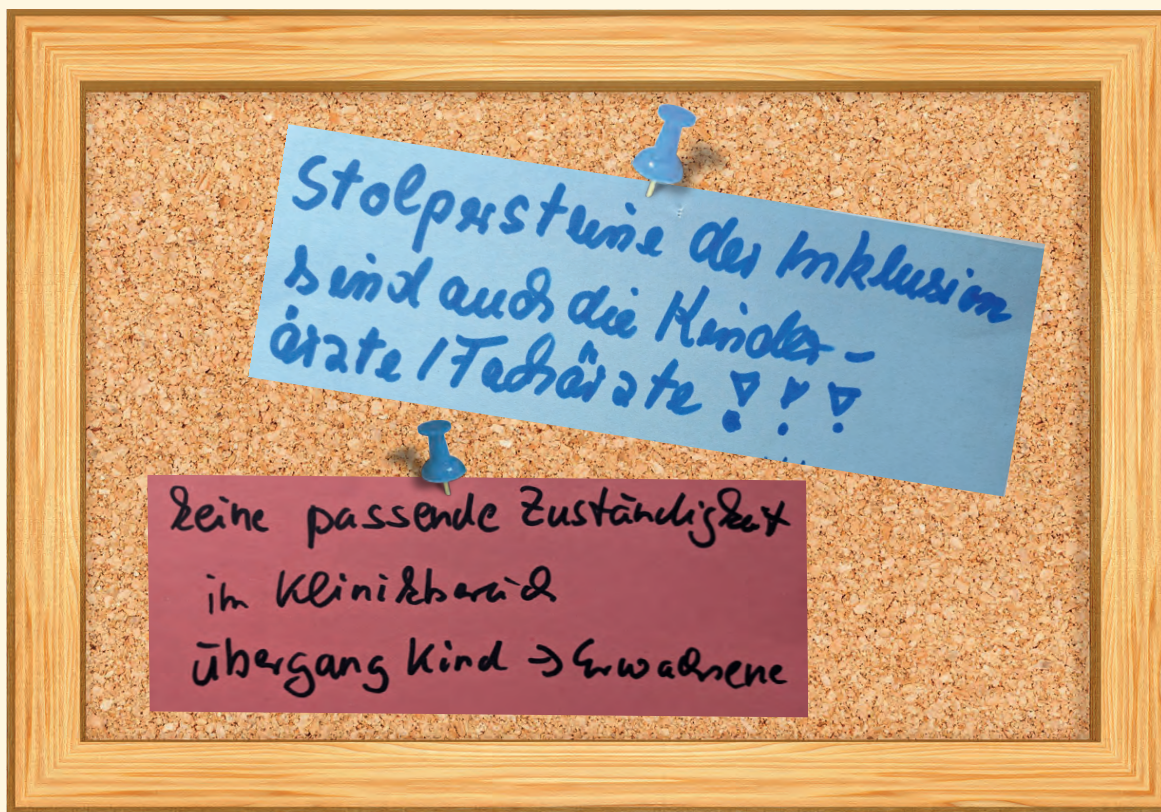 Stolpersteine der Inklusion
sind auch die Kinder-
ärzte / Fachärzte !!!
keine passende Zuständigkeit
im Klinikbereich
Übergang Kind → Erwachsene